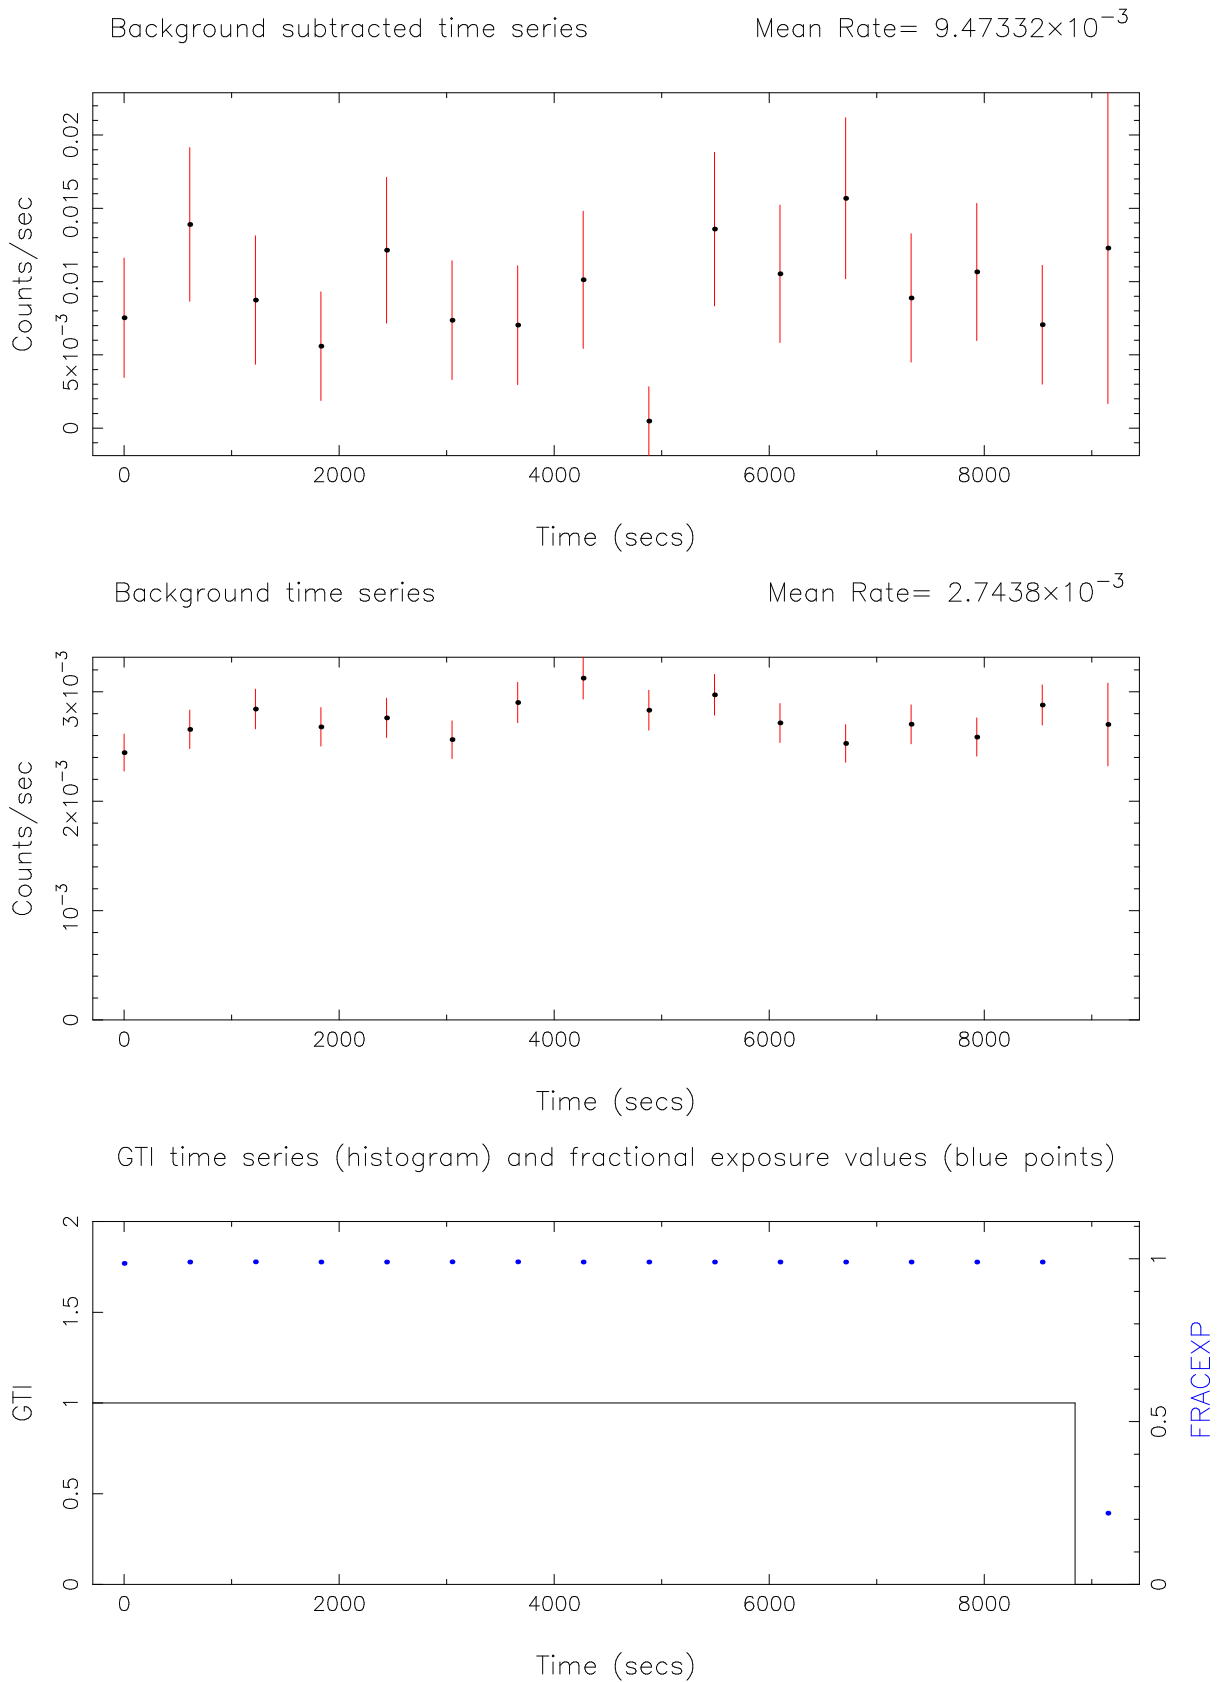 Background subtracted time series Mean Rate= 9.47332×10⁻³
Counts/sec
0 5×10⁻³ 0.01 0.015 0.02
0 2000 4000 6000 8000
Time (secs)
Background time series Mean Rate= 2.7438×10⁻³
Counts/sec
0 10⁻³ 2×10⁻³ 3×10⁻³
0 2000 4000 6000 8000
Time (secs)
GTI time series (histogram) and fractional exposure values (blue points)
GTI
0 0.5 1 1.5 2
0 0.5 1
FRACEXP
0 2000 4000 6000 8000
Time (secs)